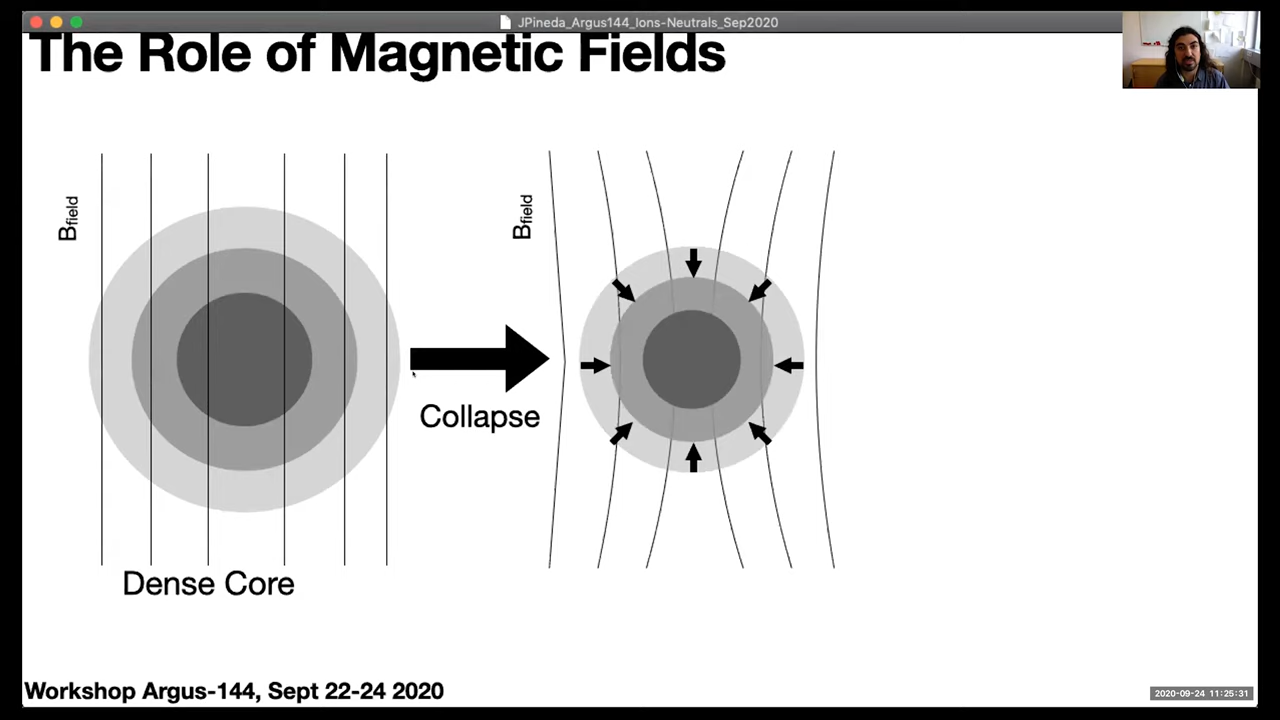 JPineda_Argus144_Ions-Neutrals_Sep2020
The Role of Magnetic Fields
Bfield
Bfield
Collapse
Dense Core
Workshop Argus-144, Sept 22-24 2020
2020-09-24 11:25:31